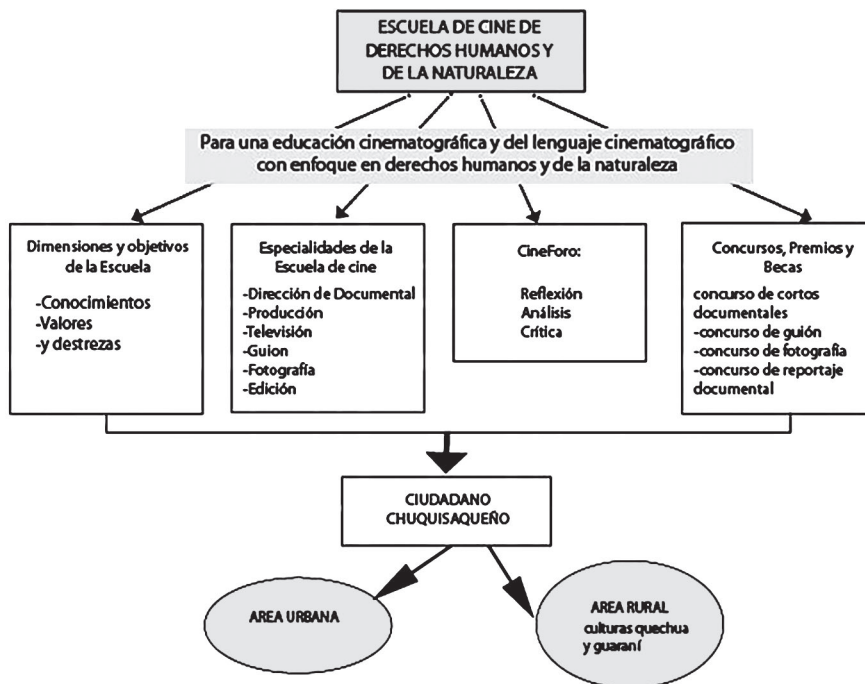 ESCUELA DE CINE DE
DERECHOS HUMANOS Y
DE LA NATURALEZA
Para una educación cinematográfica y del lenguaje cinematográfico
con enfoque en derechos humanos y de la naturaleza
Dimensiones y objetivos
de la Escuela
-Conocimientos
-Valores
-y destrezas
Especialidades de la
Escuela de cine
-Dirección de Documental
-Producción
-Televisión
-Guion
-Fotografía
-Edición
CineForo:
Reflexión
Análisis
Crítica
Concursos, Premios y
Becas
concurso de cortos
documentales
-concurso de guión
-concurso de fotografía
-concurso de reportaje
documental
CIUDADANO
CHUQUISAQUEÑO
AREA URBANA
AREA RURAL
culturas quechua
y guaraní